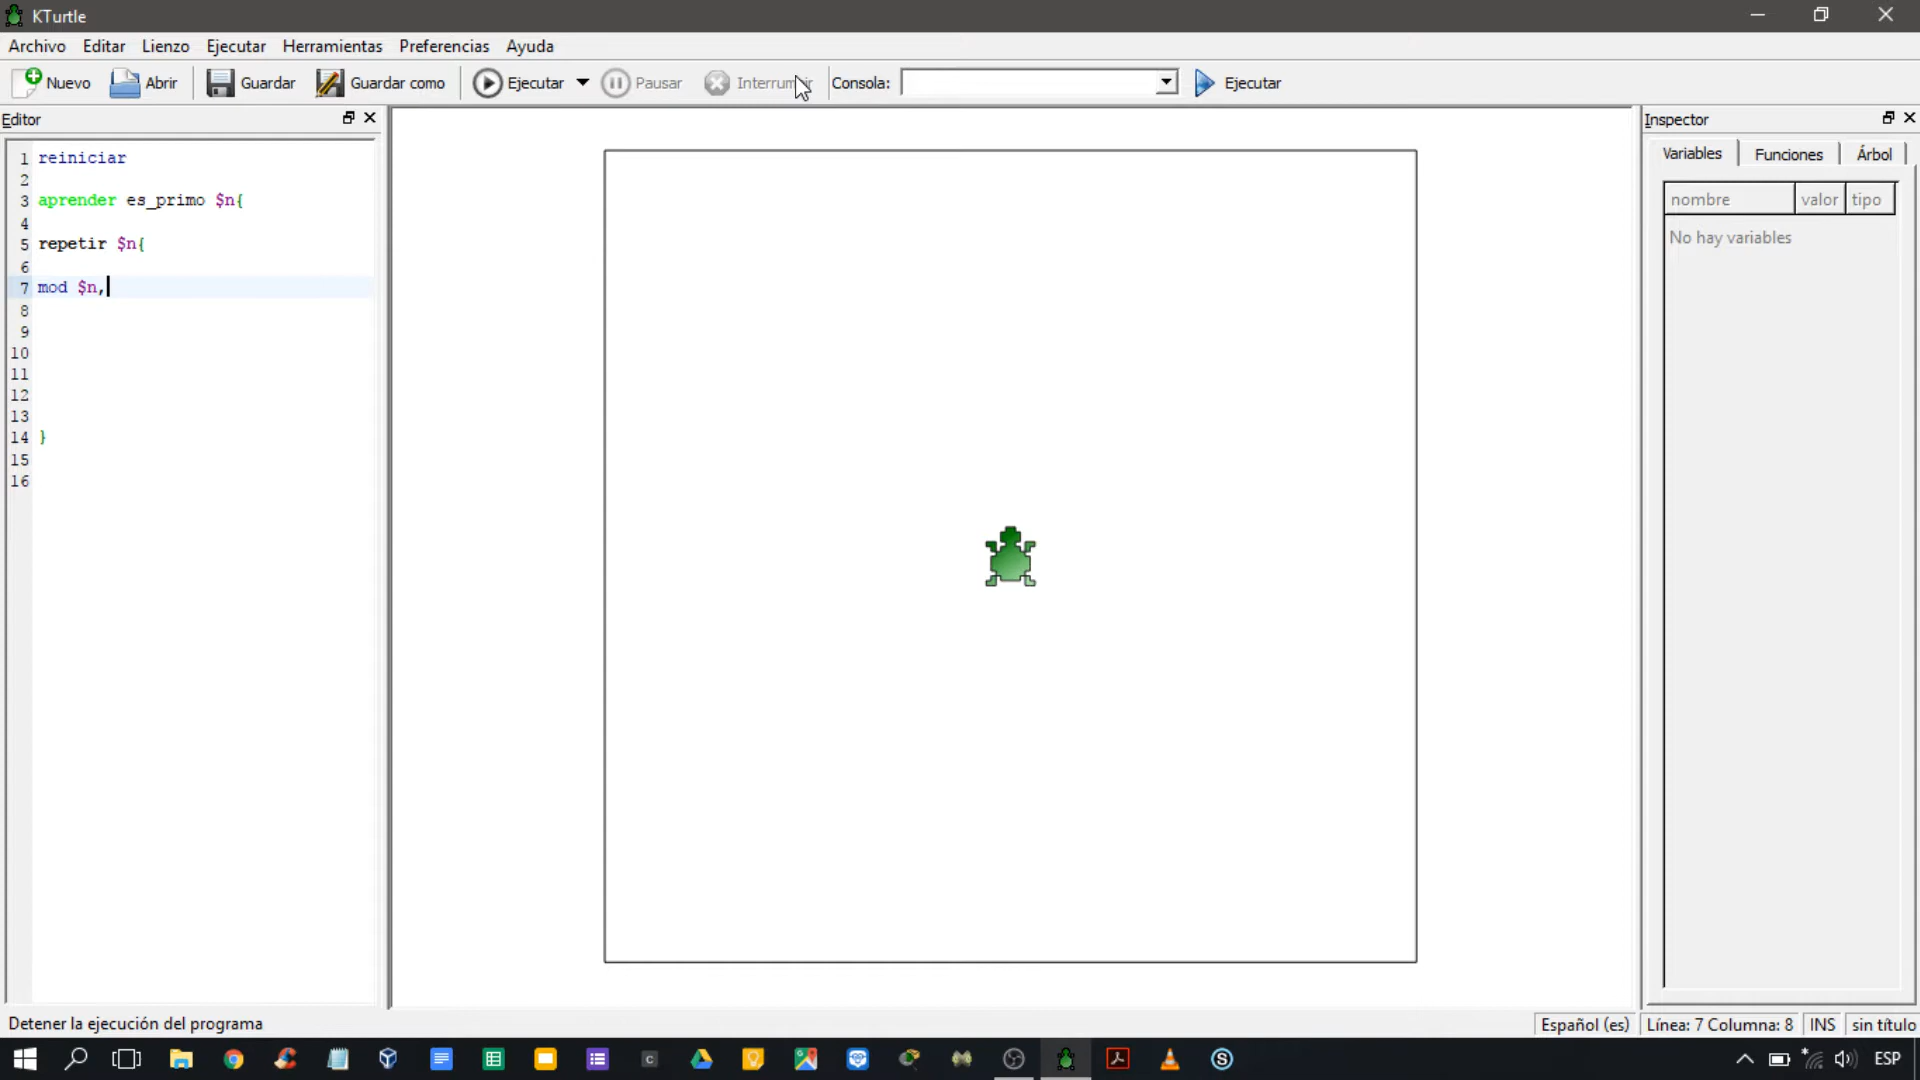 KTurtle
Archivo Editar Lienzo Ejecutar Herramientas Preferencias Ayuda
Nuevo Abrir Guardar Guardar como Ejecutar Pausar Interrumpir Consola: Ejecutar
Editor
Inspector
Variables Funciones Árbol
nombre valor tipo
No hay variables
1 reiniciar
2
3 aprender es_primo $n{
4
5 repetir $n{
6
7 mod $n,
8
9
10
11
12
13
14 }
15
16
Detener la ejecución del programa
Español (es) Línea: 7 Columna: 8 INS sin título
ESP